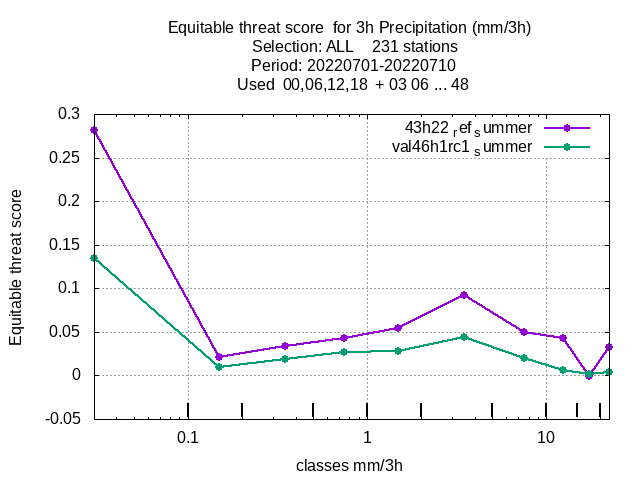 Equitable threat score  for 3h Precipitation (mm/3h)
Selection: ALL    231 stations
Period: 20220701-20220710
Used  00,06,12,18  + 03 06 ... 48
43h22 ref summer
val46h1rc1 summer
Equitable threat score
0.3
0.25
0.2
0.15
0.1
0.05
0
-0.05
0.1 1 10
classes mm/3h